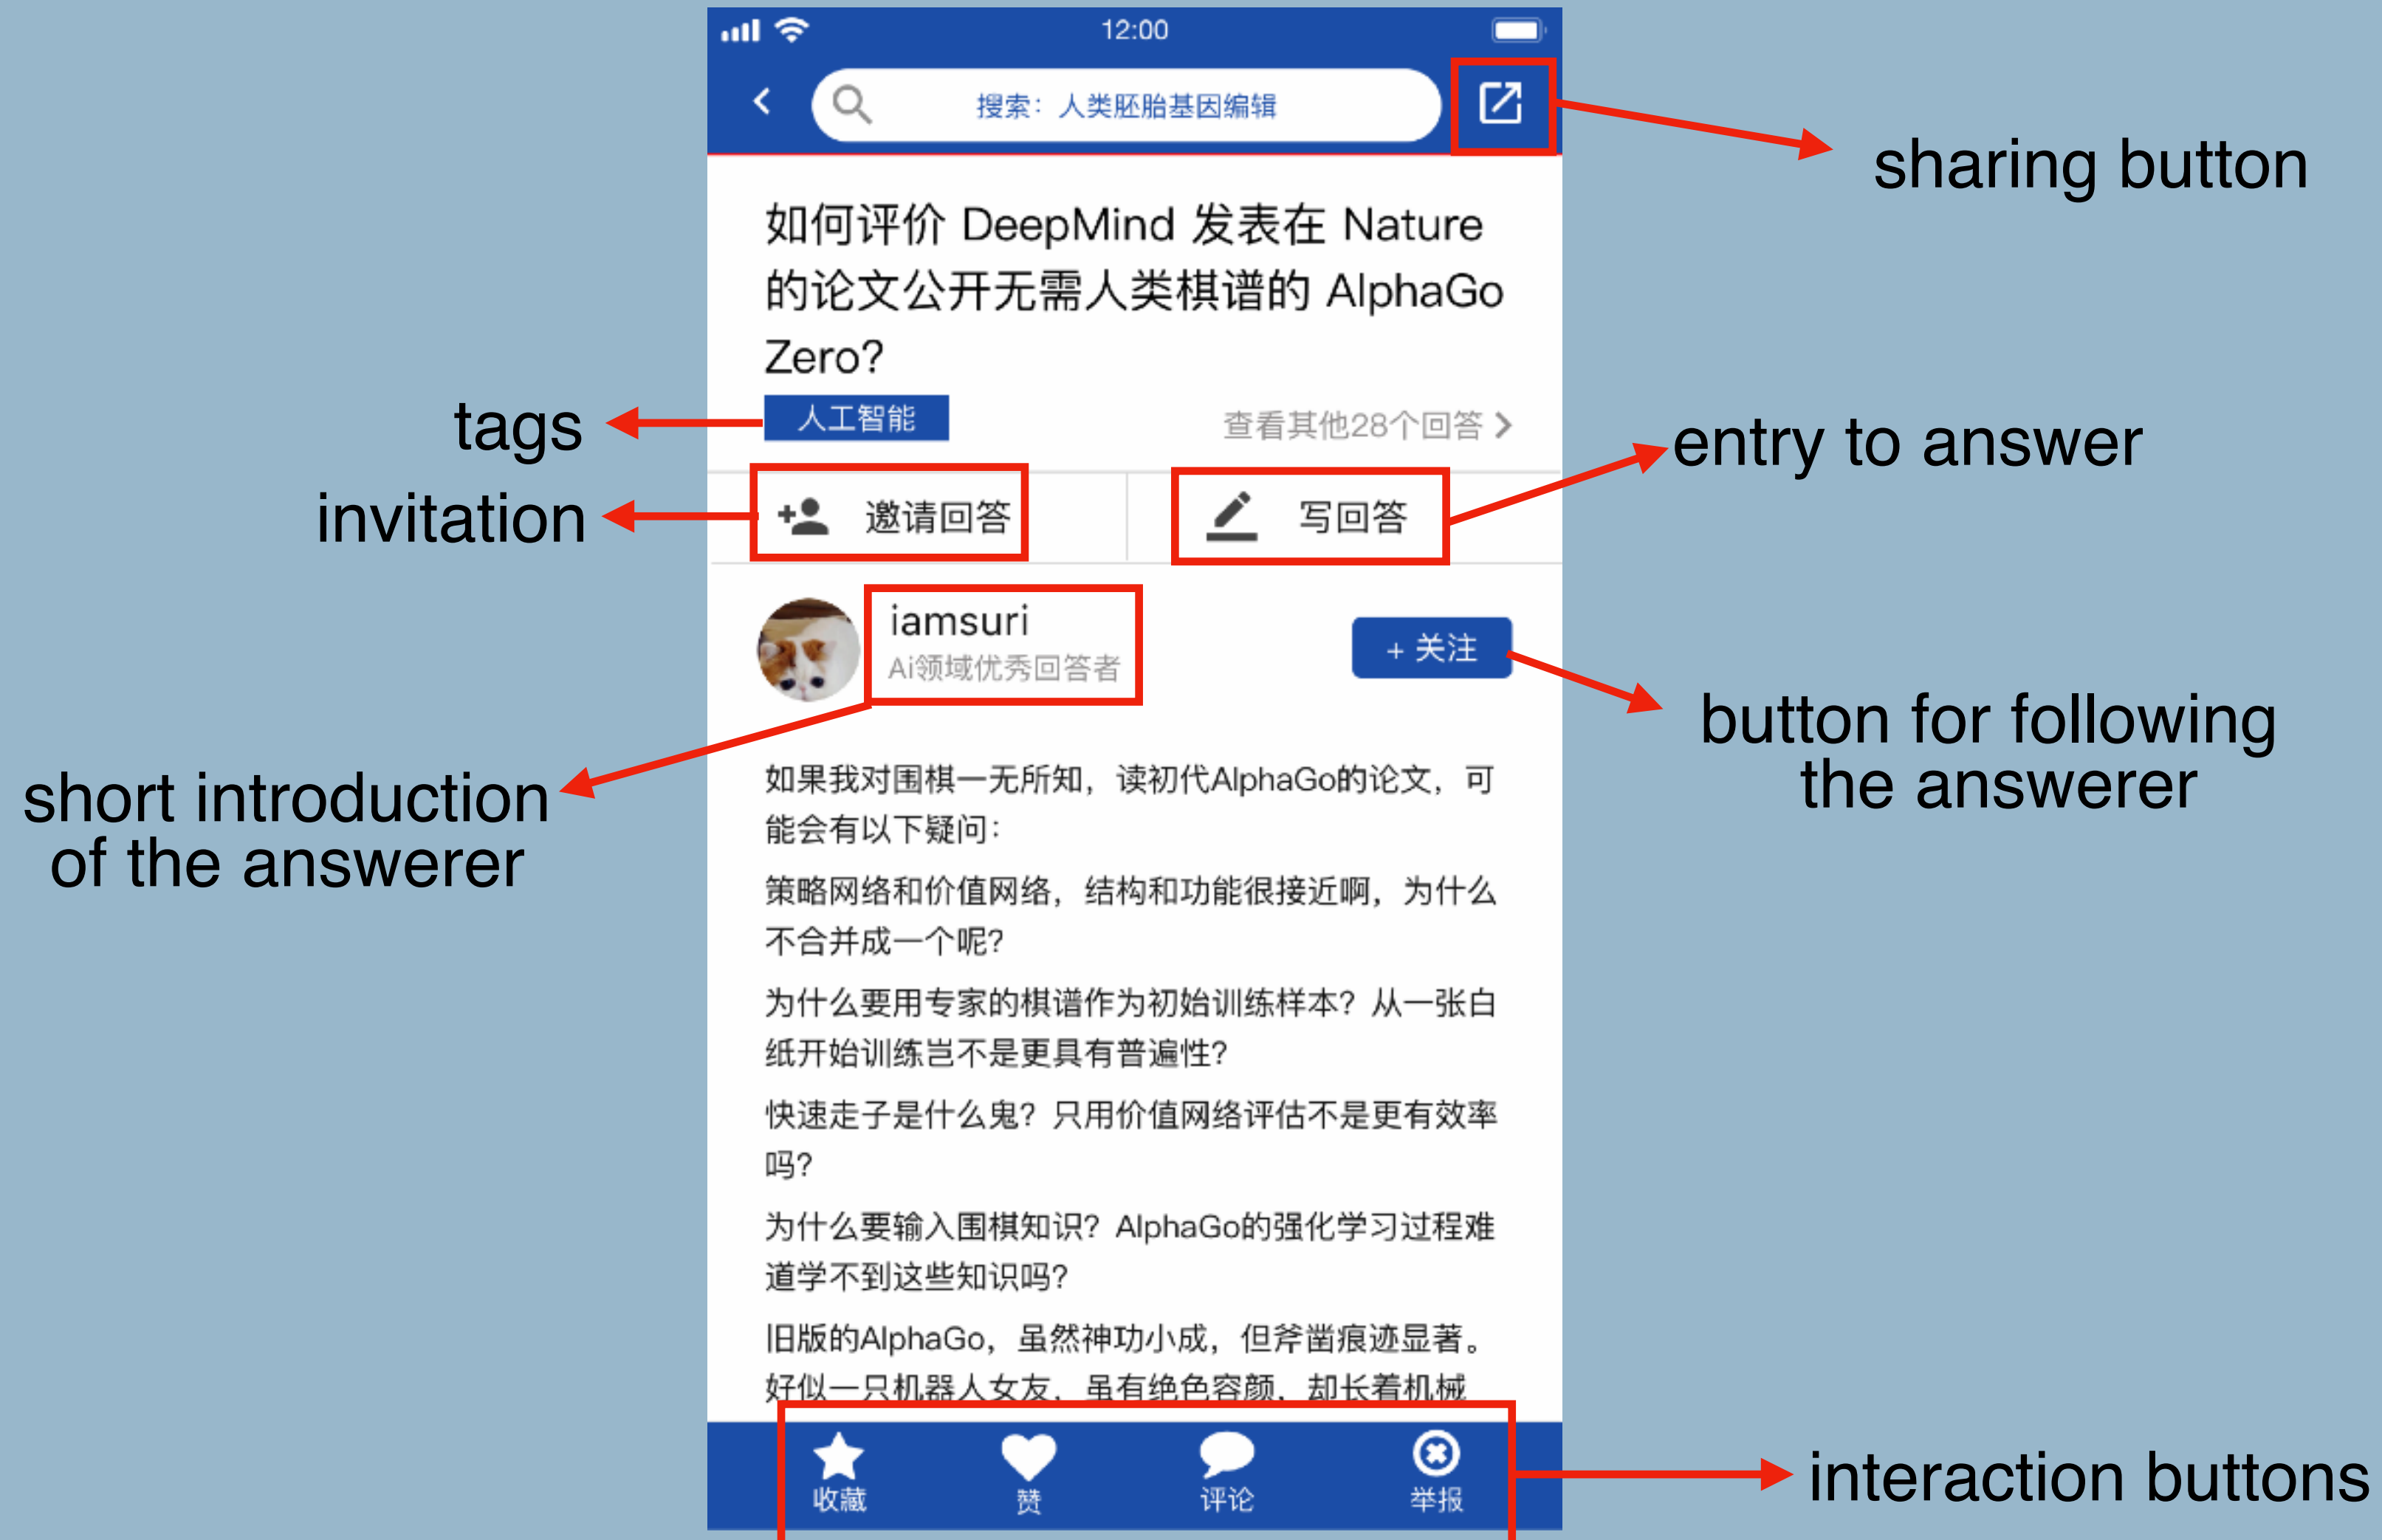 12:00
搜索：人类胚胎基因编辑
sharing button
如何评价 DeepMind 发表在 Nature
的论文公开无需人类棋谱的 AlphaGo
Zero?
tags
人工智能
查看其他28个回答
entry to answer
invitation
邀请回答
写回答
iamsuri
Ai领域优秀回答者
+ 关注
button for following
the answerer
short introduction
of the answerer
如果我对围棋一无所知，读初代AlphaGo的论文，可
能会有以下疑问：
策略网络和价值网络，结构和功能很接近啊，为什么
不合并成一个呢？
为什么要用专家的棋谱作为初始训练样本？从一张白
纸开始训练岂不是更具有普遍性？
快速走子是什么鬼？只用价值网络评估不是更有效率
吗？
为什么要输入围棋知识？AlphaGo的强化学习过程难
道学不到这些知识吗？
旧版的AlphaGo，虽然神功小成，但斧凿痕迹显著。
好似一只机器人女友，虽有绝色容颜，却长着机械
收藏
赞
评论
举报
interaction buttons